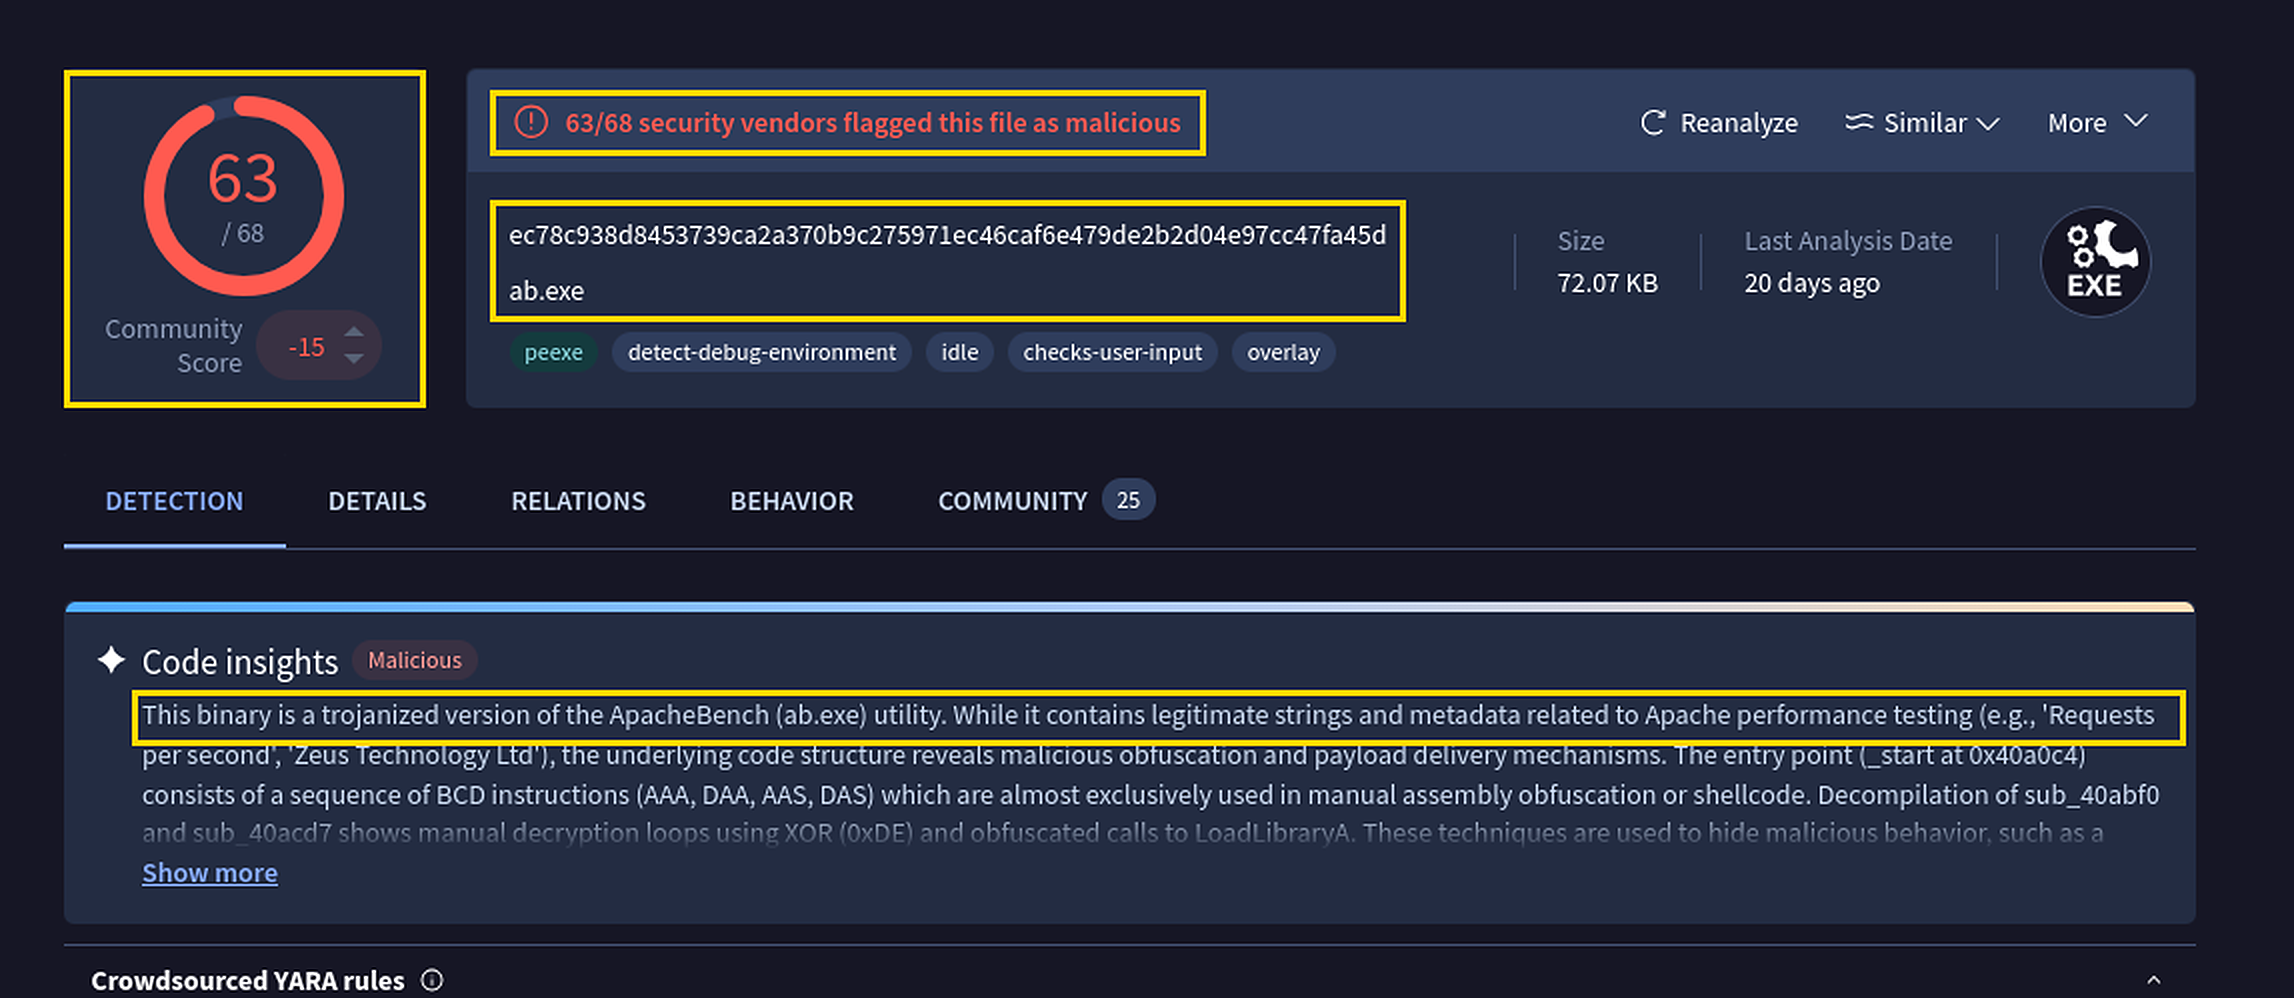 63/68 security vendors flagged this file as malicious
Reanalyze
Similar
More
63
/ 68
Community
Score
-15
ec78c938d8453739ca2a370b9c275971ec46caf6e479de2b2d04e97cc47fa45d
ab.exe
Size
72.07 KB
Last Analysis Date
20 days ago
EXE
peexe
detect-debug-environment
idle
checks-user-input
overlay
DETECTION
DETAILS
RELATIONS
BEHAVIOR
COMMUNITY
25
Code insights
Malicious
This binary is a trojanized version of the ApacheBench (ab.exe) utility. While it contains legitimate strings and metadata related to Apache performance testing (e.g., 'Requests
per second', 'Zeus Technology Ltd'), the underlying code structure reveals malicious obfuscation and payload delivery mechanisms. The entry point (_start at 0x40a0c4)
consists of a sequence of BCD instructions (AAA, DAA, AAS, DAS) which are almost exclusively used in manual assembly obfuscation or shellcode. Decompilation of sub_40abf0
and sub_40acd7 shows manual decryption loops using XOR (0xDE) and obfuscated calls to LoadLibraryA. These techniques are used to hide malicious behavior, such as a
Show more
Crowdsourced YARA rules